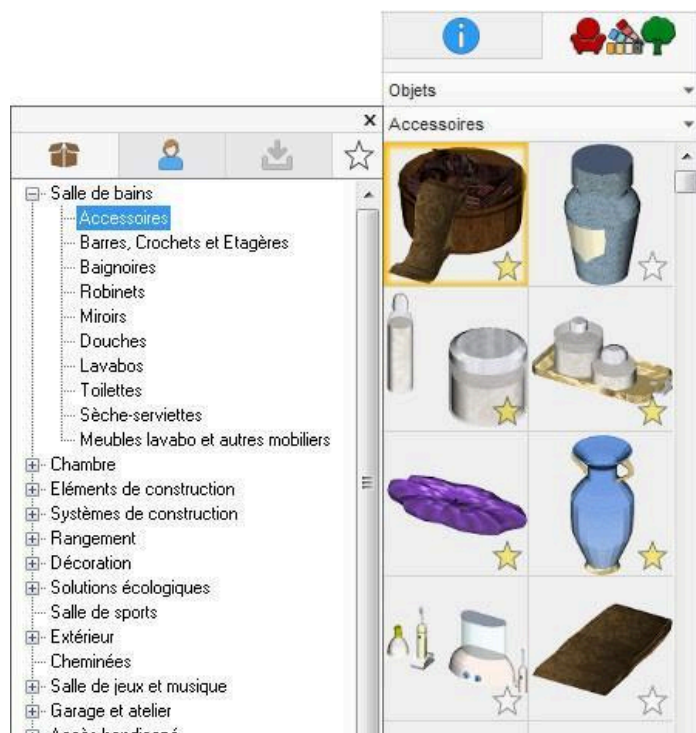 Objets
Accessoires
Salle de bains
Accessoires
Barres, Crochets et Etagères
Baignoires
Robinets
Miroirs
Douches
Lavabos
Toilettes
Sèche-serviettes
Meubles lavabo et autres mobiliers
Chambre
Eléments de construction
Systèmes de construction
Rangement
Décoration
Solutions écologiques
Salle de sports
Extérieur
Cheminées
Salle de jeux et musique
Garage et atelier
Accès handicapé